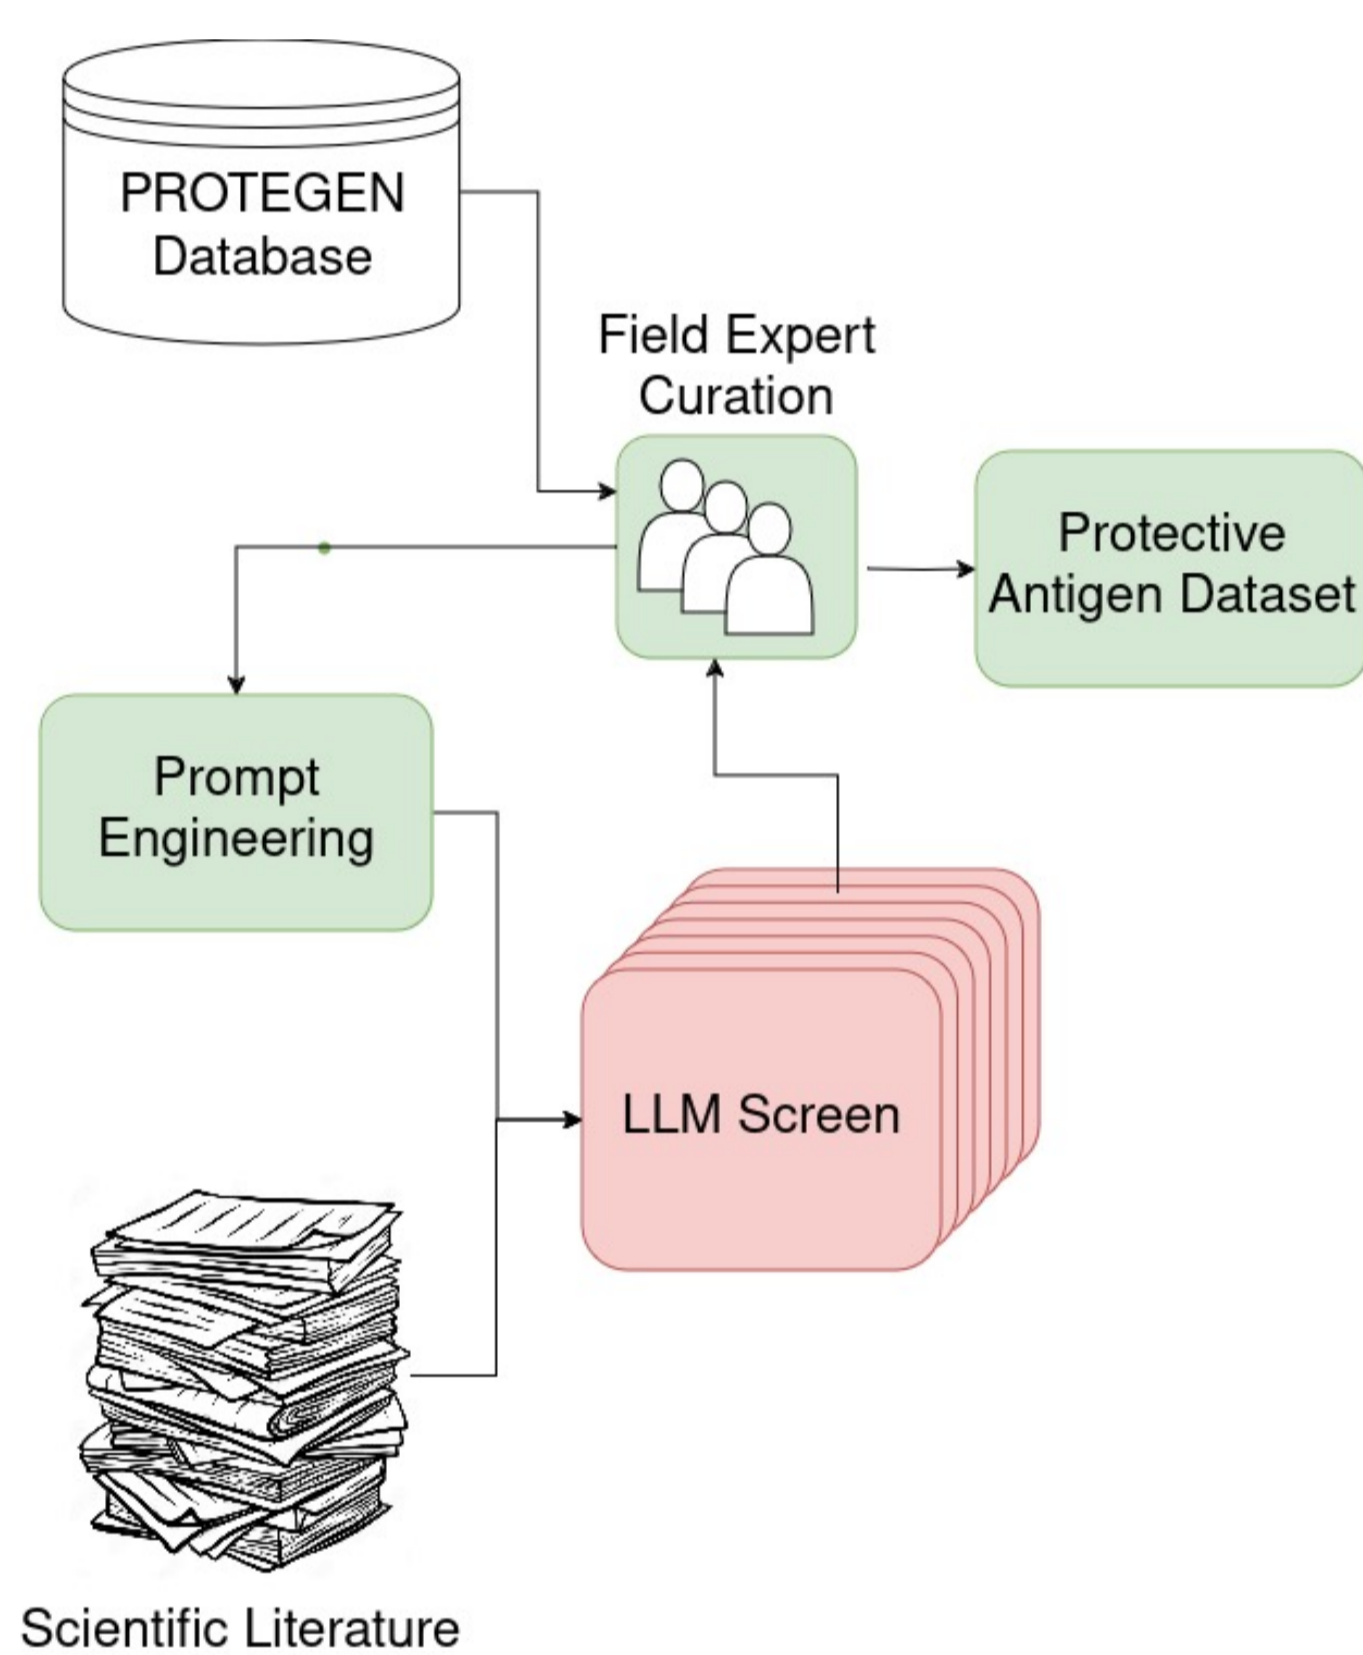 PROTEGEN
Database
Field Expert
Curation
Protective
Antigen Dataset
Prompt
Engineering
LLM Screen
Scientific Literature